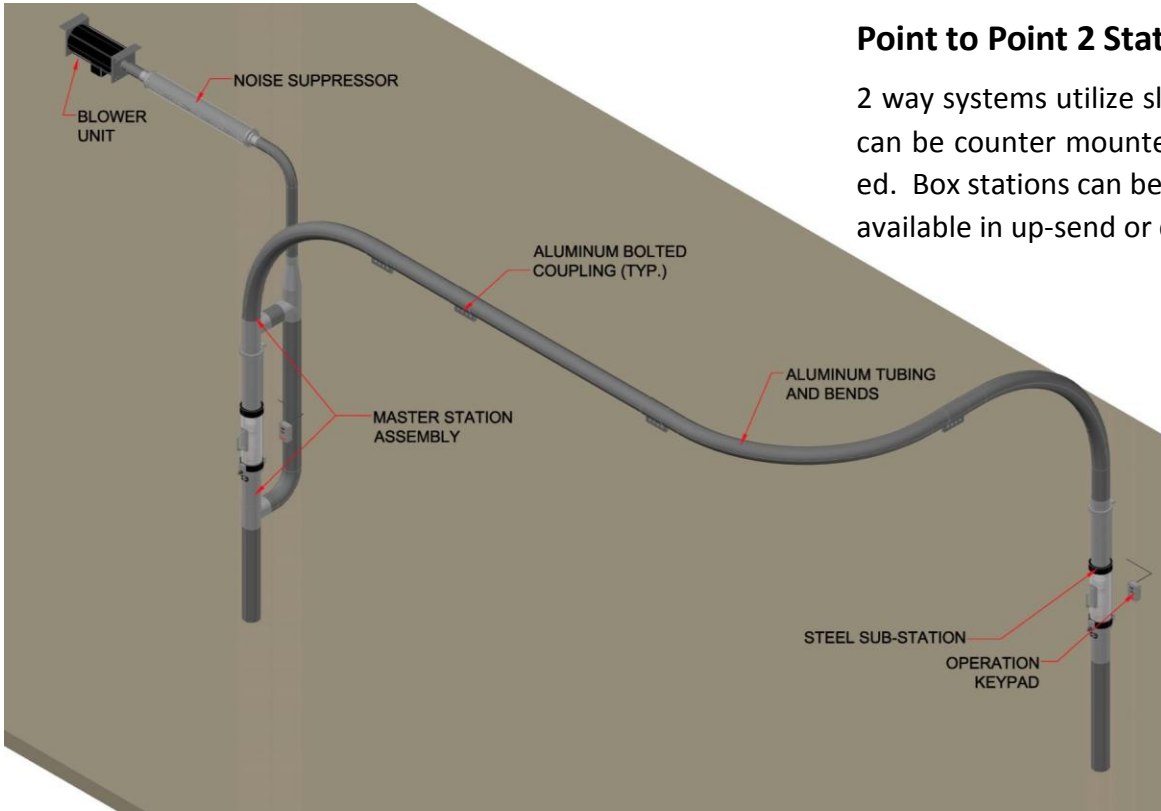 Point to Point 2
2 way systems utilize
can be counter mounte
ed. Box stations can be
available in up-send or
NOISE SUPPRESSOR
BLOWER
UNIT
ALUMINUM BOLTED
COUPLING (TYP.)
ALUMINUM TUBING
AND BENDS
MASTER STATION
ASSEMBLY
STEEL SUB-STATION
OPERATION
KEYPAD